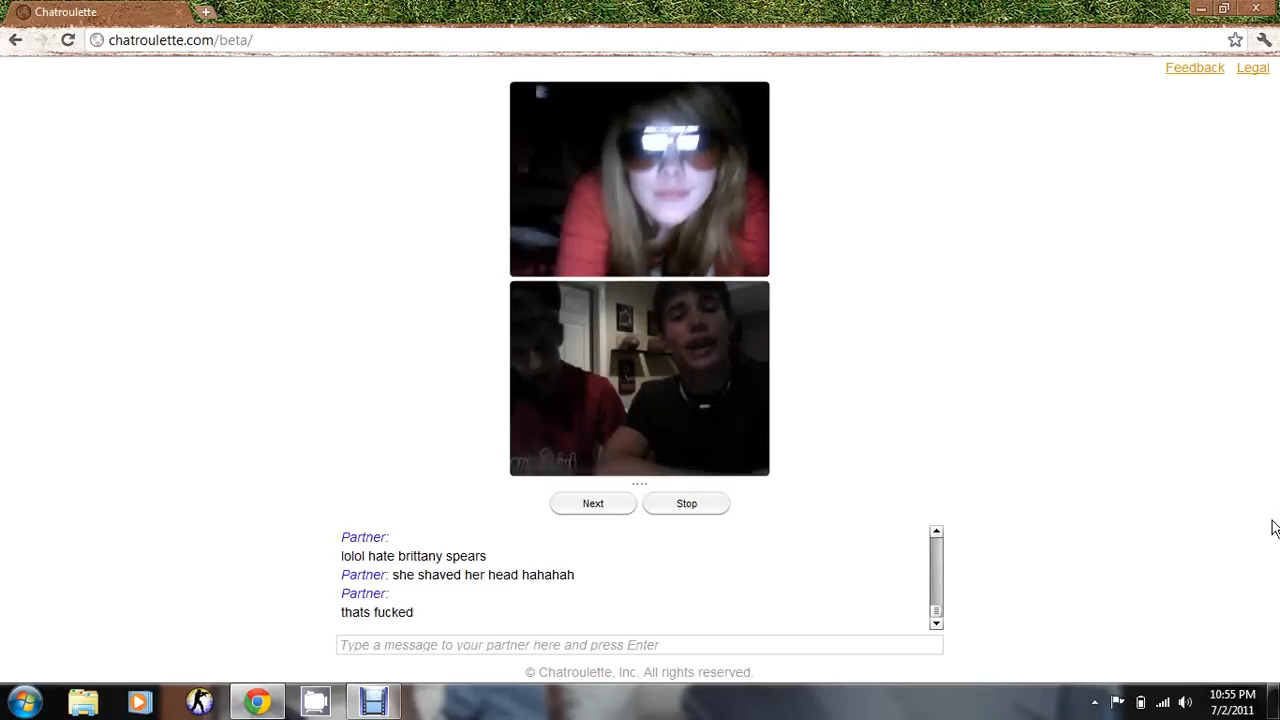 Chatroulette
chatroulette.com/beta/
Feedback Legal
Next Stop
Partner:
lolol hate brittany spears
Partner: she shaved her head hahahah
Partner:
thats fucked
Type a message to your partner here and press Enter
© Chatroulette, Inc. All rights reserved.
10:55 PM
7/2/2011